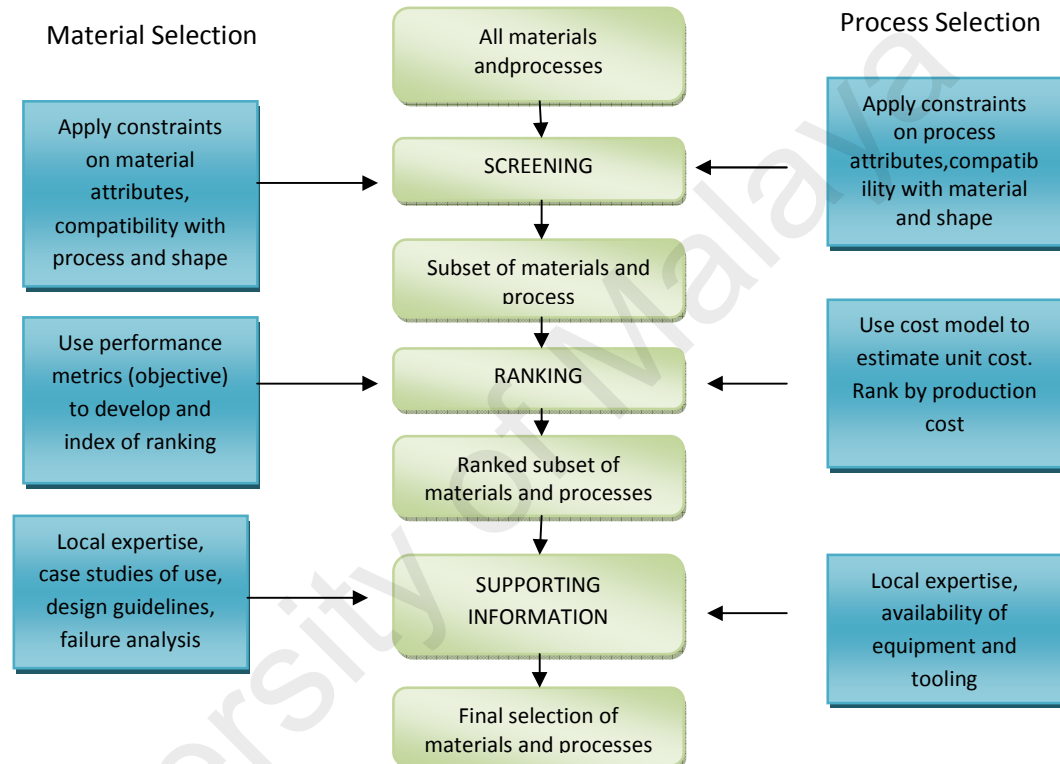 Material Selection
Process Selection
All materials
andprocesses
Apply constraints
on material
attributes,
compatibility with
process and shape
SCREENING
Apply constraints
on process
attributes,compatib
ility with material
and shape
Subset of materials and
process
Use performance
metrics (objective)
to develop and
index of ranking
RANKING
Use cost model to
estimate unit cost.
Rank by production
cost
Ranked subset of
materials and processes
Local expertise,
case studies of use,
design guidelines,
failure analysis
SUPPORTING
INFORMATION
Local expertise,
availability of
equipment and
tooling
Final selection of
materials and processes
ersity of Malaya